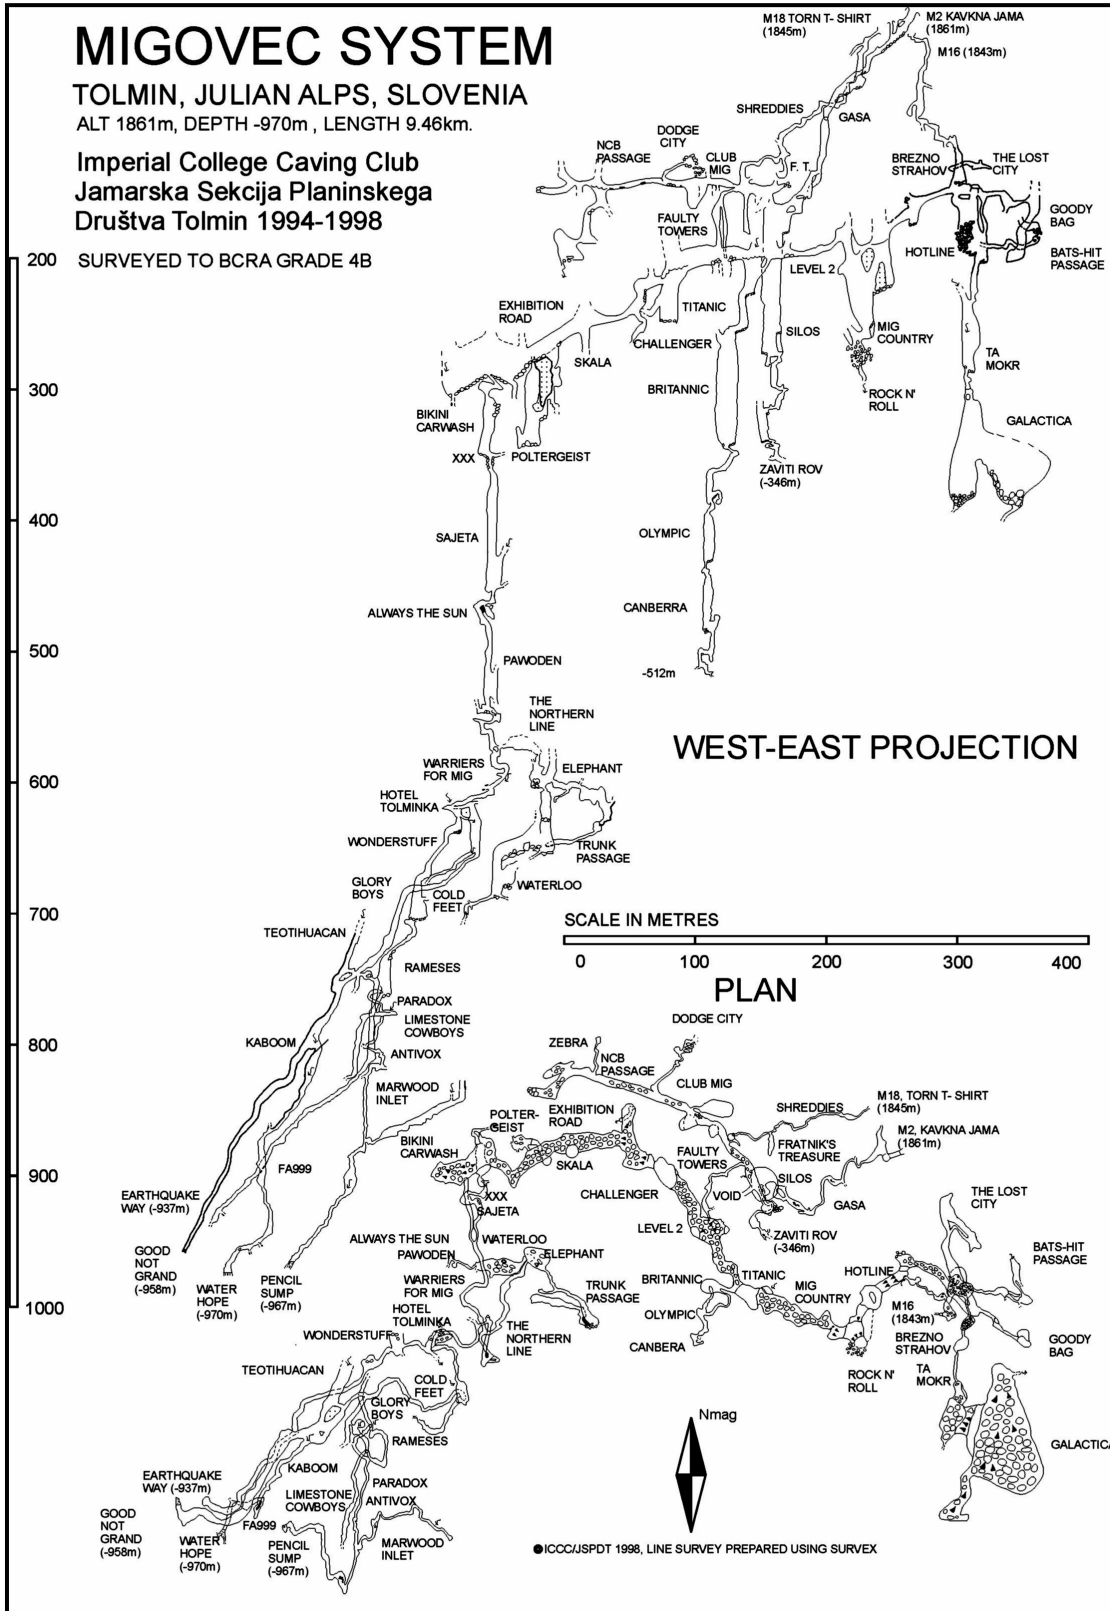 MIGOVEC SYSTEM
TOLMIN, JULIAN ALPS, SLOVENIA
ALT 1861m, DEPTH -970m , LENGTH 9.46km.
Imperial College Caving Club
Jamarska Sekcija Planinskega
Društva Tolmin 1994-1998
SURVEYED TO BCRA GRADE 4B
M18 TORN T- SHIRT
(1845m)
M2 KAVKNA JAMA
(1861m)
M16 (1843m)
SHREDDIES
GASA
DODGE
CITY
NCB
PASSAGE
CLUB
MIG
F. T.
BREZNO
STRAHOV
THE LOST
CITY
FAULTY
TOWERS
GOODY
BAG
HOTLINE
BATS-HIT
PASSAGE
LEVEL 2
EXHIBITION
ROAD
TITANIC
SILOS
MIG
COUNTRY
CHALLENGER
SKALA
TA
MOKR
BRITANNIC
ROCK N'
ROLL
BIKINI
CARWASH
GALACTICA
XXX
POLTERGEIST
ZAVITI ROV
(-346m)
SAJETA
OLYMPIC
ALWAYS THE SUN
CANBERRA
PAWODEN
-512m
THE
NORTHERN
LINE
WARRIERS
FOR MIG
ELEPHANT
HOTEL
TOLMINKA
WONDERSTUFF
TRUNK
PASSAGE
GLORY
BOYS
COLD
FEET
WATERLOO
TEOTIHUACAN
RAMESES
PARADOX
LIMESTONE
COWBOYS
KABOOM
ANTIVOX
MARWOOD
INLET
FA999
EARTHQUAKE
WAY (-937m)
GOOD
NOT
GRAND
(-958m)
WATER
HOPE
(-970m)
PENCIL
SUMP
(-967m)
200
300
400
500
600
700
800
900
1000
WEST-EAST PROJECTION
SCALE IN METRES
0 100 200 300 400
PLAN
DODGE CITY
ZEBRA
NCB
PASSAGE
CLUB MIG
M18, TORN T- SHIRT
(1845m)
SHREDDIES
POLTER-
GEIST
EXHIBITION
ROAD
M2, KAVKNA JAMA
(1861m)
BIKINI
CARWASH
FRATNIK'S
TREASURE
FAULTY
TOWERS
SKALA
SILOS
CHALLENGER
VOID
GASA
THE LOST
CITY
XXX
SAJETA
LEVEL 2
ZAVITI ROV
(-346m)
ALWAYS THE SUN
WATERLOO
PAWODEN
ELEPHANT
BATS-HIT
PASSAGE
HOTLINE
WARRIERS
FOR MIG
BRITANNIC
TITANIC
MIG
COUNTRY
TRUNK
PASSAGE
M16
(1843m)
HOTEL
TOLMINKA
OLYMPIC
WONDERSTUFF
THE
NORTHERN
LINE
CANBERA
BREZNO
STRAHOV
GOODY
BAG
TEOTIHUACAN
COLD
FEET
ROCK N'
ROLL
TA
MOKR
GLORY
BOYS
RAMESES
Nmag
GALACTICA
KABOOM
EARTHQUAKE
WAY (-937m)
PARADOX
LIMESTONE
COWBOYS
ANTIVOX
GOOD
NOT
GRAND
(-958m)
FA999
WATER
HOPE
(-970m)
PENCIL
SUMP
(-967m)
MARWOOD
INLET
ICCC/JSPDT 1998, LINE SURVEY PREPARED USING SURVEX